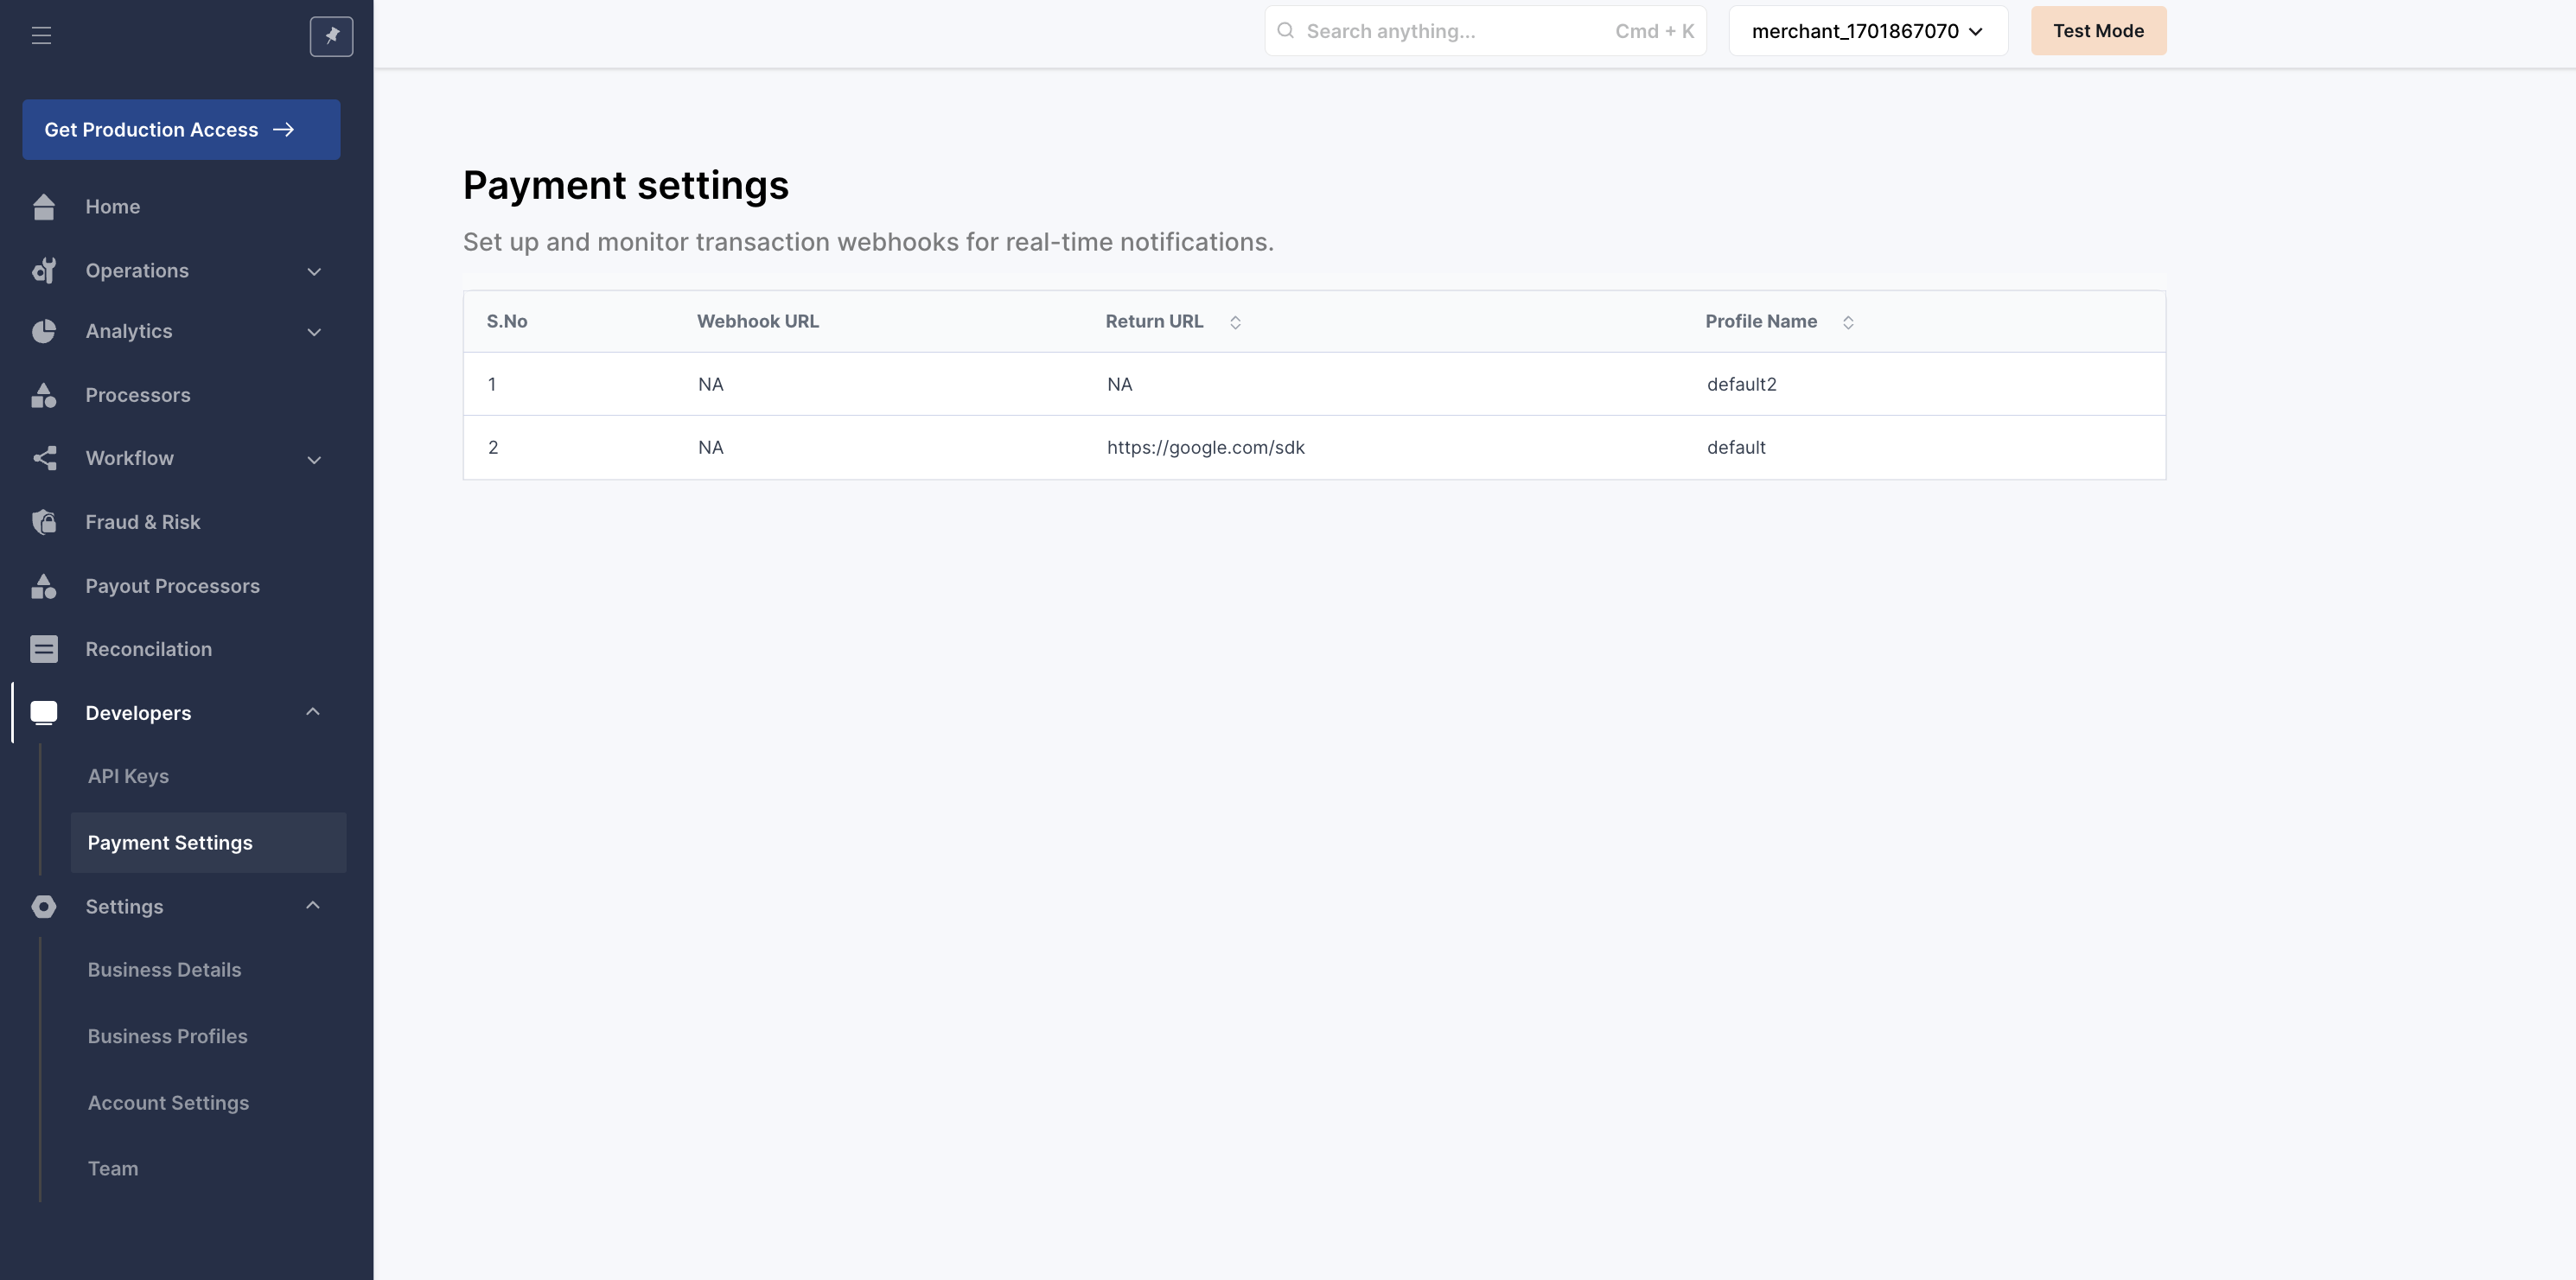 Search anything... Cmd + K
merchant_1701867070
Test Mode
Get Production Access
Home
Operations
Analytics
Processors
Workflow
Fraud & Risk
Payout Processors
Reconcilation
Developers
API Keys
Payment Settings
Settings
Business Details
Business Profiles
Account Settings
Team
Payment settings
Set up and monitor transaction webhooks for real-time notifications.
S.No Webhook URL Return URL Profile Name
1 NA NA default2
2 NA https://google.com/sdk default